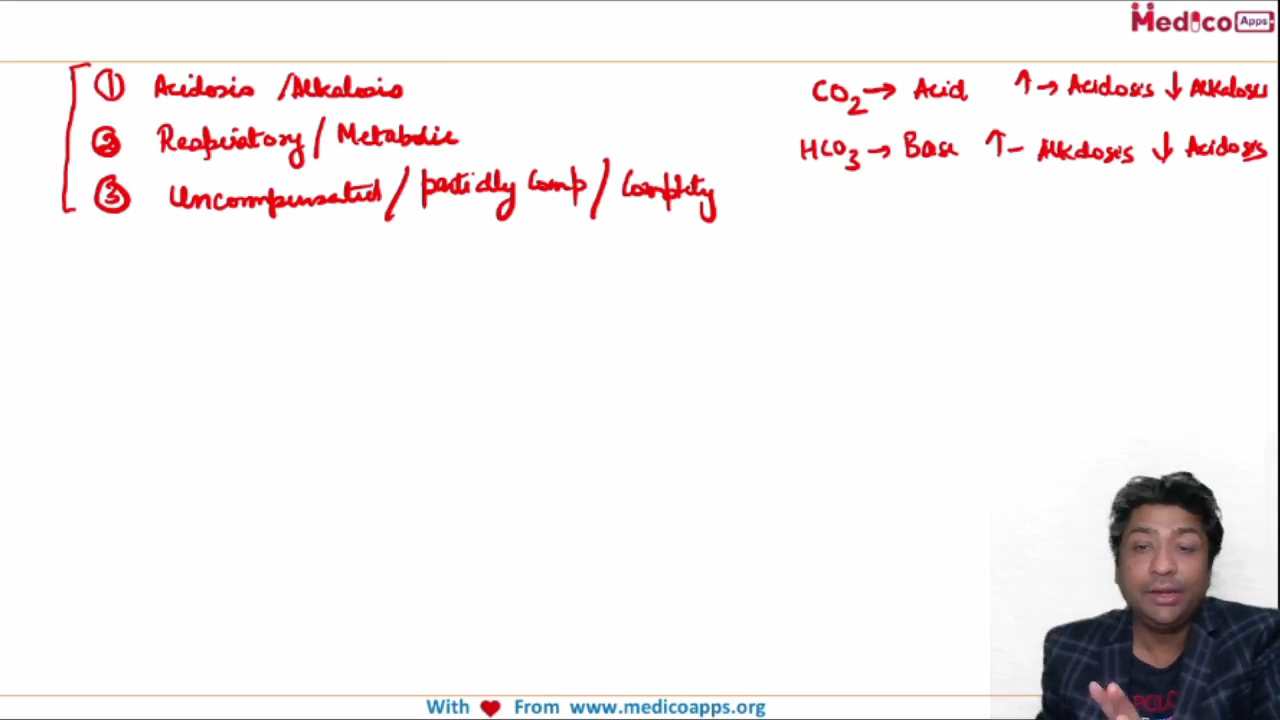 Medico Apps
① Acidosis / Alkalosis
② Respiratory / Metabolic
③ Uncompensated / partially comp / Completely
CO2 → Acid ↑ → Acidosis ↓ Alkalosis
HCO3 → Base ↑ - Alkalosis ↓ Acidosis
POLO
With ♥ From www.medicoapps.org